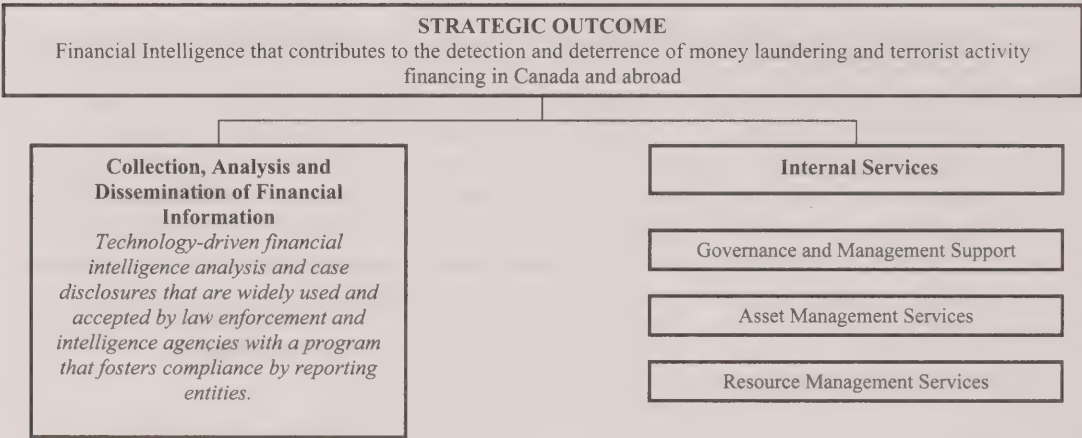 STRATEGIC OUTCOME
Financial Intelligence that contributes to the detection and deterrence of money laundering and terrorist activity
financing in Canada and abroad
Collection, Analysis and
Dissemination of Financial
Information
Technology-driven financial
intelligence analysis and case
disclosures that are widely used and
accepted by law enforcement and
intelligence agencies with a program
that fosters compliance by reporting
entities.
Internal Services
Governance and Management Support
Asset Management Services
Resource Management Services